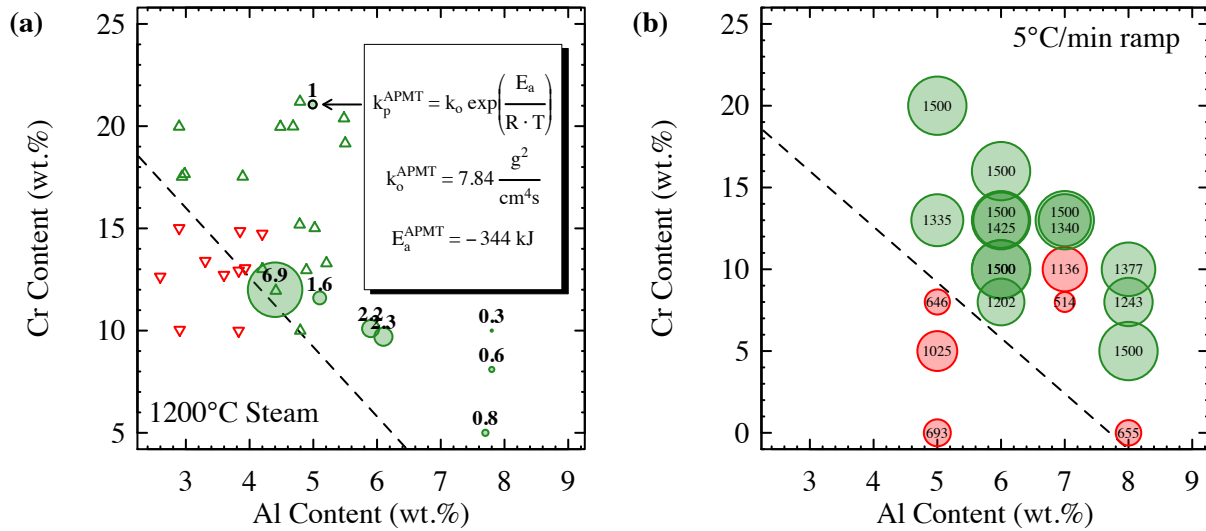 (a)
25
20
15
10
5
Cr Content (wt.%)
1
k_p^APMT = k_o exp(E_a / R · T)
k_o^APMT = 7.84 g^2 / cm^4s
E_a^APMT = − 344 kJ
6.9
1.6
2.2
2.3
0.3
0.6
0.8
1200°C Steam
3 4 5 6 7 8 9
Al Content (wt.%)
(b)
5°C/min ramp
25
20
15
10
5
0
Cr Content (wt.%)
1500
1500
1335
1500
1425
1500
1340
1500
1136
1377
646
1202
514
1243
1025
1500
693
655
3 4 5 6 7 8 9
Al Content (wt.%)